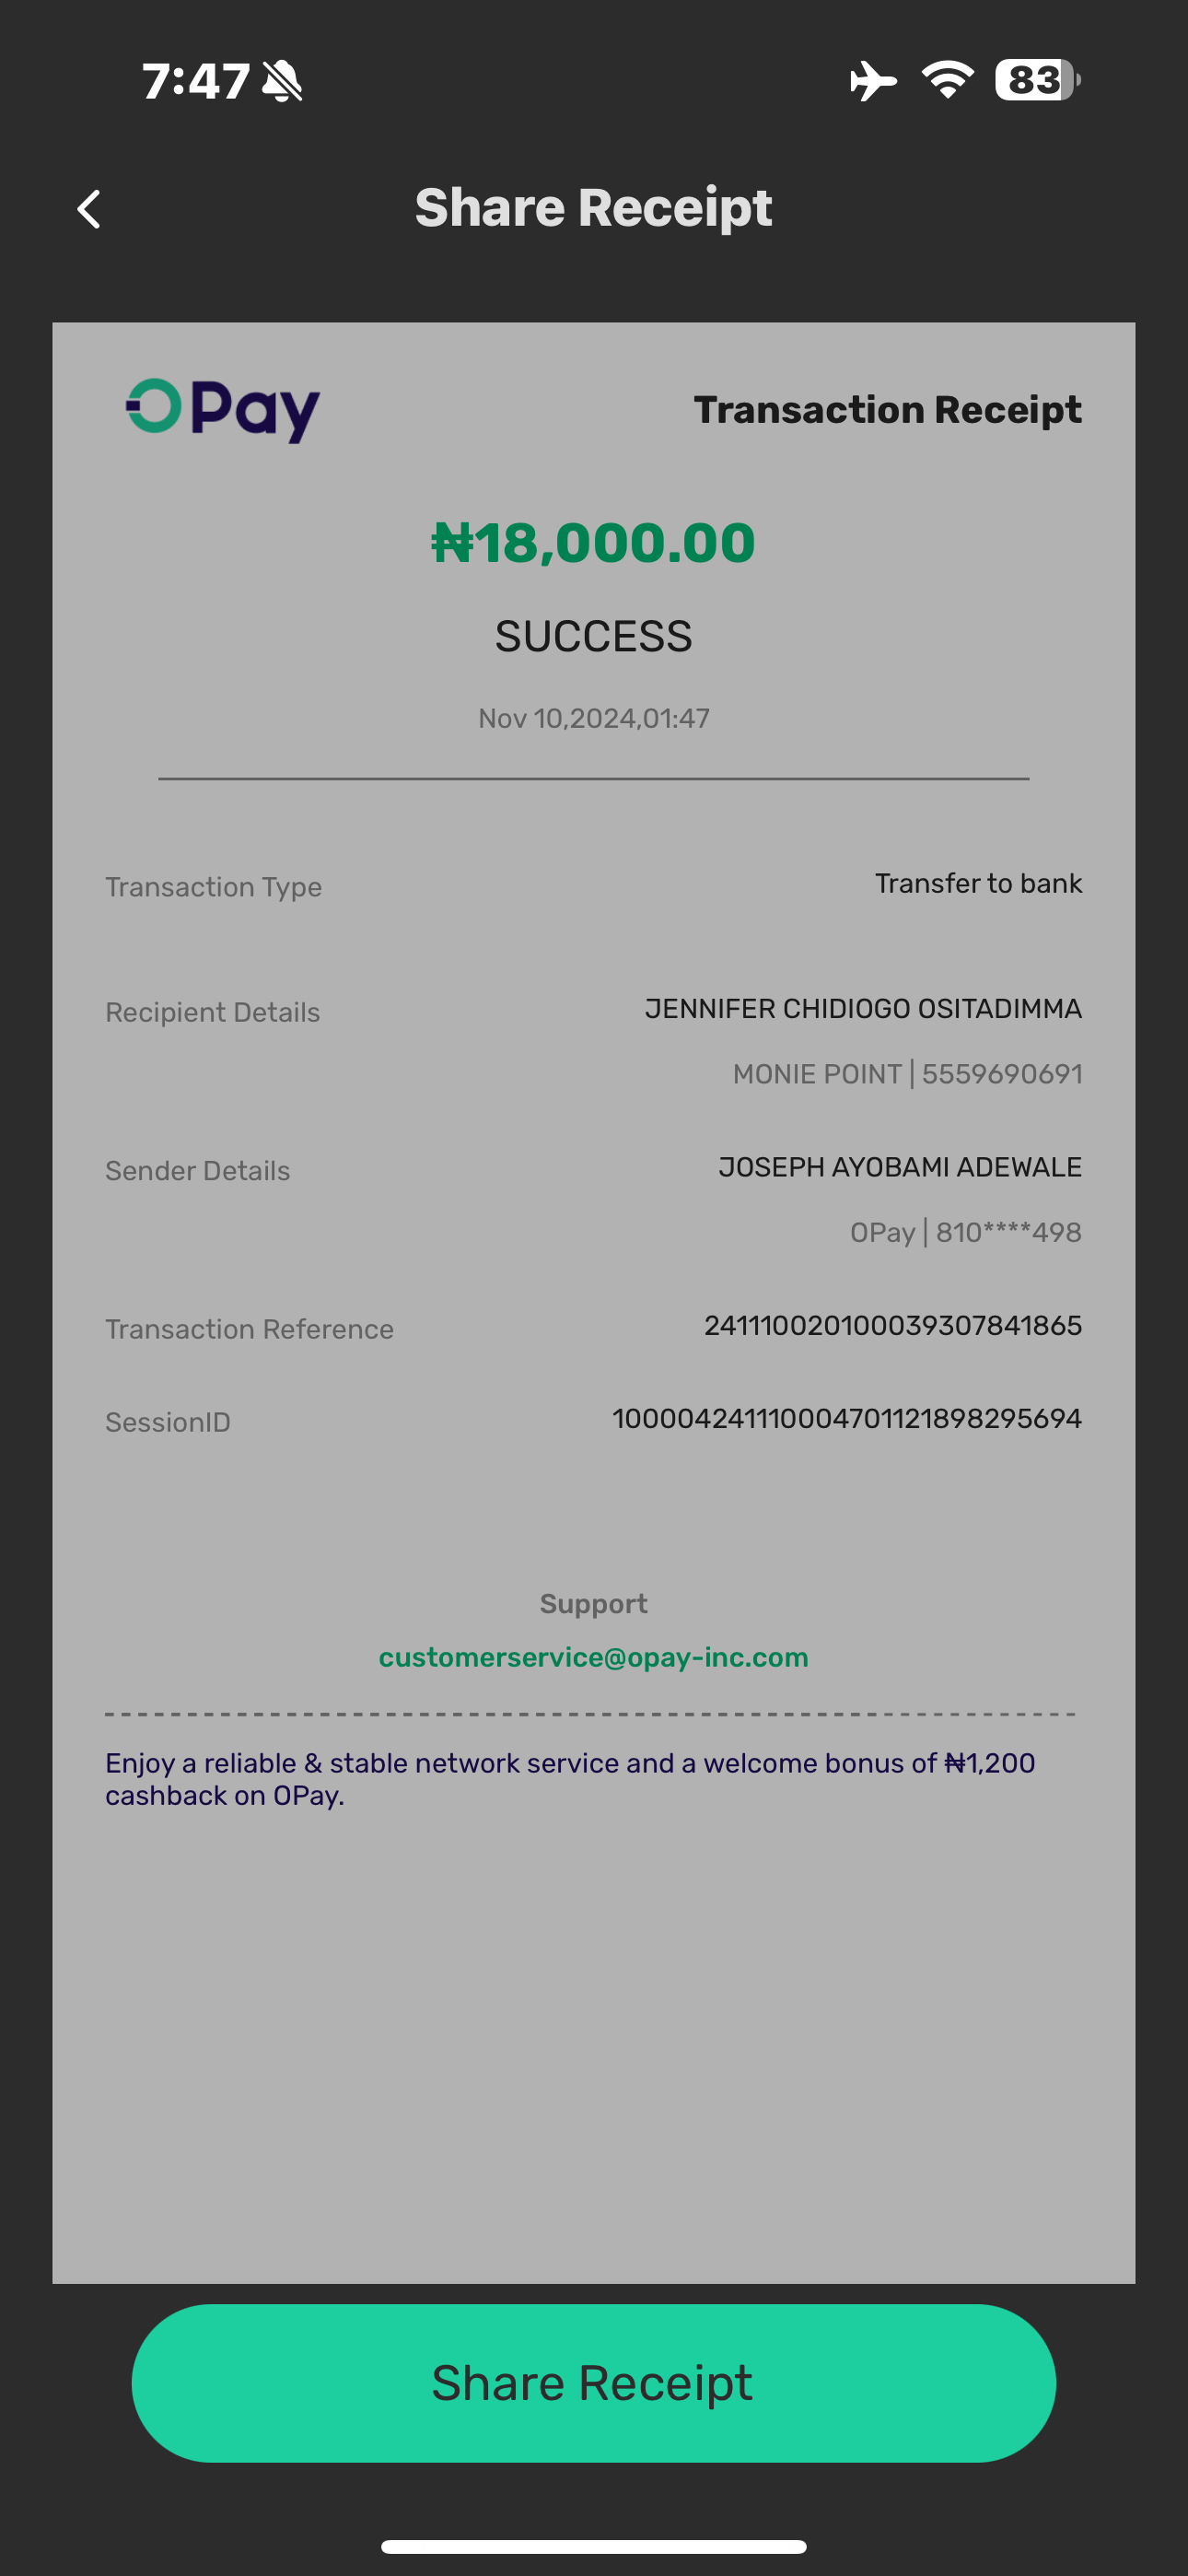 7:47
83
Share Receipt
OPay
Transaction Receipt
₦18,000.00
SUCCESS
Nov 10,2024,01:47
Transaction Type
Transfer to bank
Recipient Details
JENNIFER CHIDIOGO OSITADIMMA
MONIE POINT | 5559690691
Sender Details
JOSEPH AYOBAMI ADEWALE
OPay | 810****498
Transaction Reference
241110020100039307841865
SessionID
100004241110004701121898295694
Support
customerservice@opay-inc.com
Enjoy a reliable & stable network service and a welcome bonus of ₦1,200
cashback on OPay.
Share Receipt